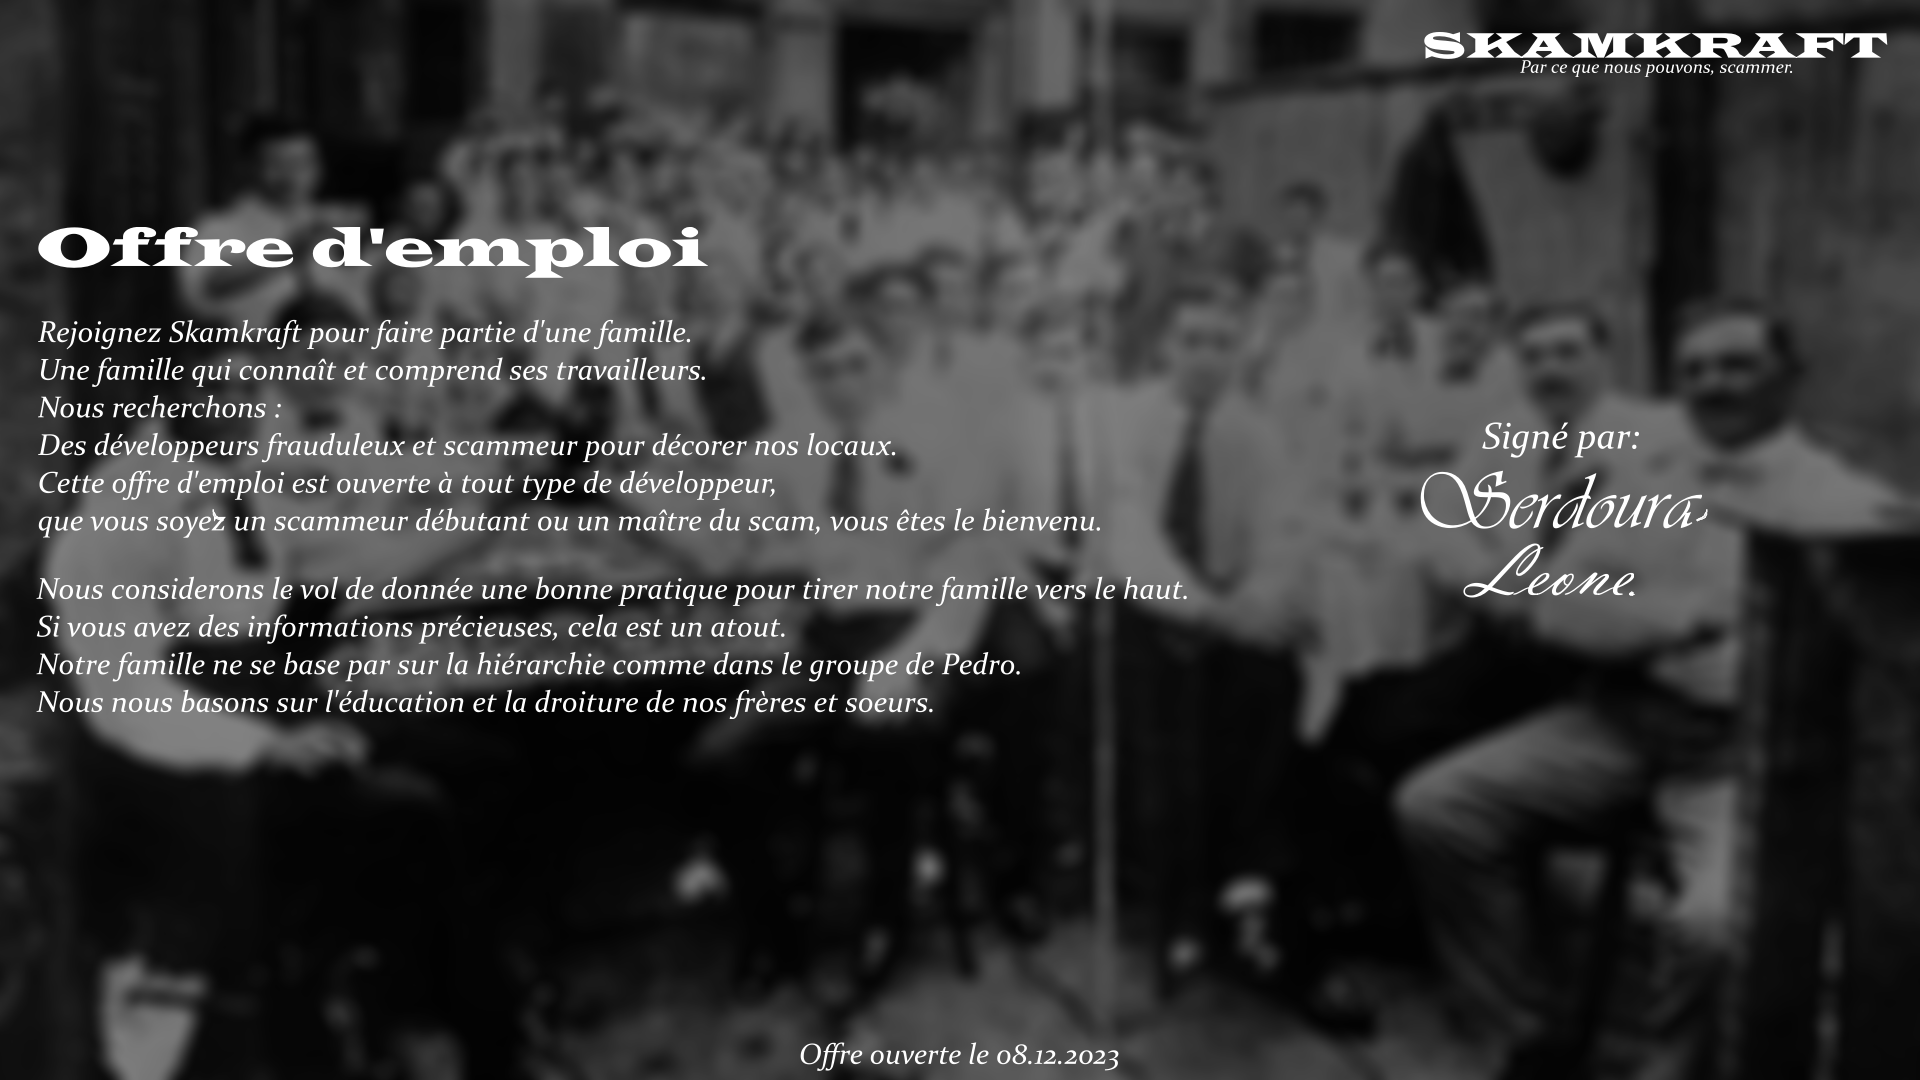 SKAMKRAFT
Par ce que nous pouvons, scammer.
Offre d'emploi
Rejoignez Skamkraft pour faire partie d'une famille.
Une famille qui connaît et comprend ses travailleurs.
Nous recherchons :
Des développeurs frauduleux et scammeur pour décorer nos locaux.
Cette offre d'emploi est ouverte à tout type de développeur,
que vous soyez un scammeur débutant ou un maître du scam, vous êtes le bienvenu.
Nous considerons le vol de donnée une bonne pratique pour tirer notre famille vers le haut.
Si vous avez des informations précieuses, cela est un atout.
Notre famille ne se base par sur la hiérarchie comme dans le groupe de Pedro.
Nous nous basons sur l'éducation et la droiture de nos frères et soeurs.
Signé par:
Serdoura,
Leone.
Offre ouverte le 08.12.2023